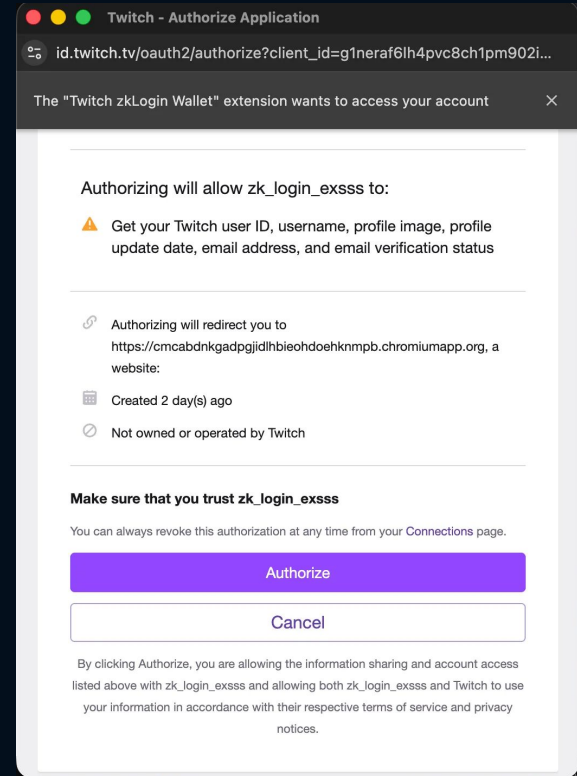 Twitch - Authorize Application
id.twitch.tv/oauth2/authorize?client_id=g1neraf6lh4pvc8ch1pm902i...
The "Twitch zkLogin Wallet" extension wants to access your account
Authorizing will allow zk_login_exsss to:
Get your Twitch user ID, username, profile image, profile
update date, email address, and email verification status
Authorizing will redirect you to
https://cmcabdnkgadpgjidlhbieohdoehknmpb.chromiumapp.org, a
website:
Created 2 day(s) ago
Not owned or operated by Twitch
Make sure that you trust zk_login_exsss
You can always revoke this authorization at any time from your Connections page.
Authorize
Cancel
By clicking Authorize, you are allowing the information sharing and account access
listed above with zk_login_exsss and allowing both zk_login_exsss and Twitch to use
your information in accordance with their respective terms of service and privacy
notices.